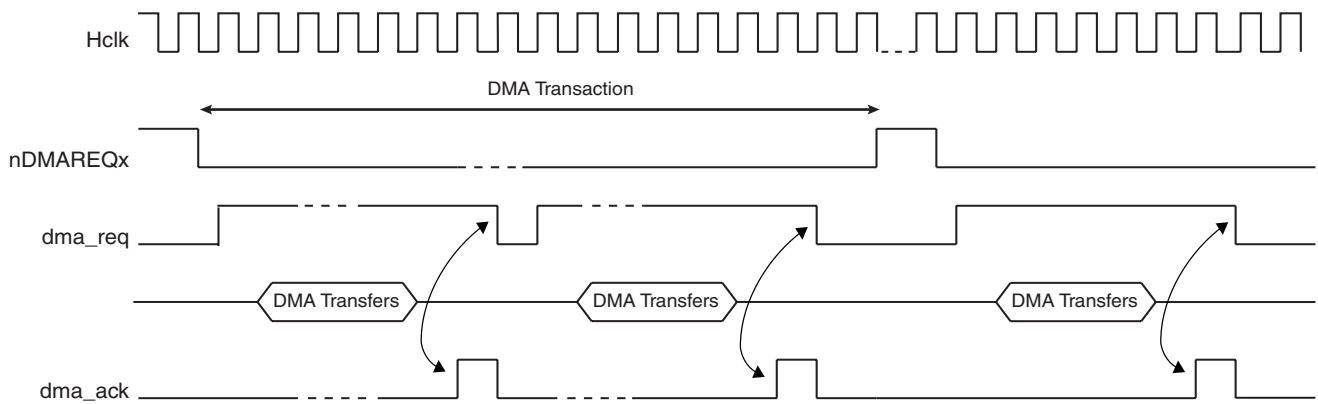 Hclk
DMA Transaction
nDMAREQx
dma_req
DMA Transfers DMA Transfers DMA Transfers
dma_ack